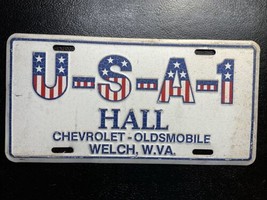 U-S-A-1
HALL
CHEVROLET - OLDSMOBILE
WELCH, W.VA.